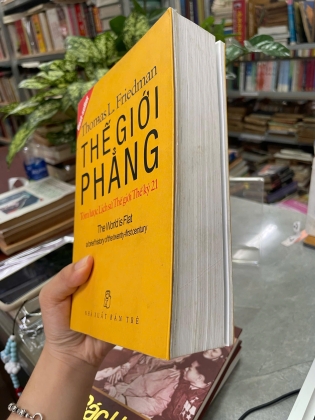 Thomas L. Friedman
THẾ GIỚI
PHẲNG
Tóm lược Lịch sử Thế giới Thế kỷ 21
The World is Flat
a brief history of the twenty-first century
NHÀ XUẤT BẢN TRẺ